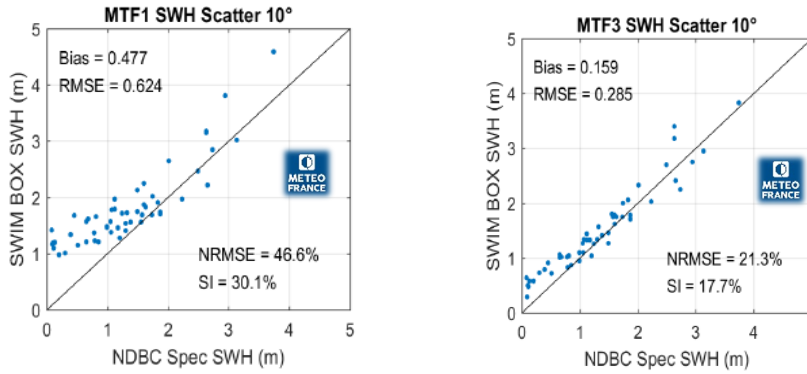 MTF1 SWH Scatter 10°
Bias = 0.477
RMSE = 0.624
SWIM BOX SWH (m)
5
4
3
2
1
0
METEO
FRANCE
NRMSE = 46.6%
SI = 30.1%
0 1 2 3 4 5
NDBC Spec SWH (m)
MTF3 SWH Scatter 10°
Bias = 0.159
RMSE = 0.285
SWIM BOX SWH (m)
5
4
3
2
1
0
METEO
FRANCE
NRMSE = 21.3%
SI = 17.7%
0 1 2 3 4
NDBC Spec SWH (m)